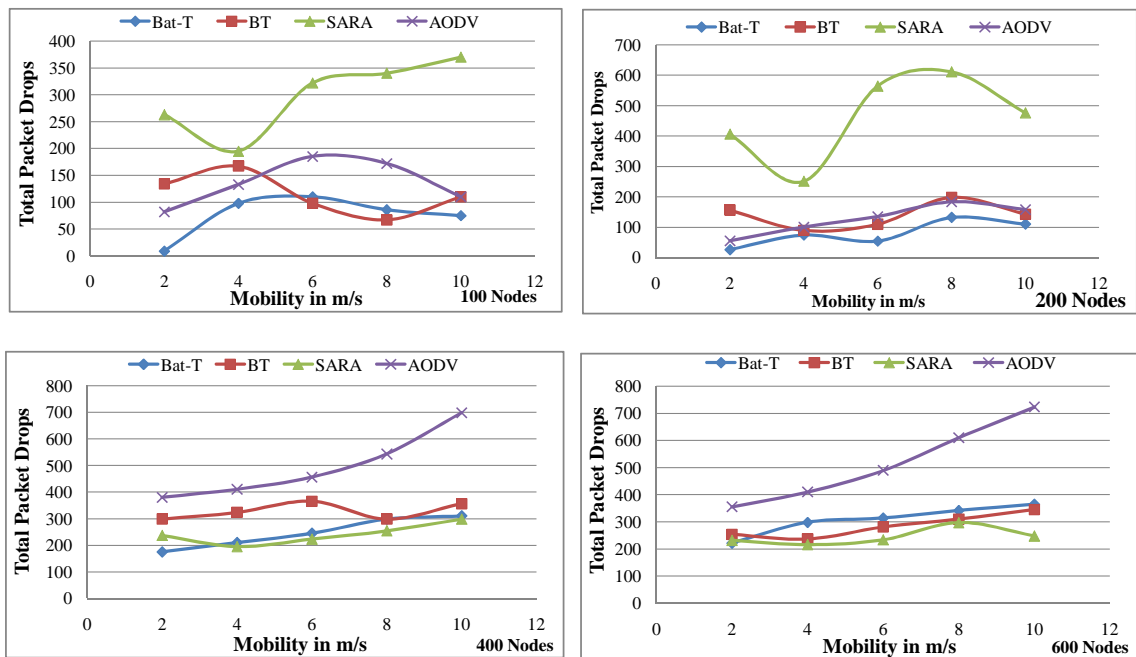 Bat-T BT SARA AODV
Total Packet Drops
400
350
300
250
200
150
100
50
0
0 2 4 6 8 10 12
Mobility in m/s
100 Nodes
Bat-T BT SARA AODV
Total Packet Drops
700
600
500
400
300
200
100
0
0 2 4 6 8 10 12
Mobility in m/s
200 Nodes
Bat-T BT SARA AODV
Total Packet Drops
800
700
600
500
400
300
200
100
0
0 2 4 6 8 10 12
Mobility in m/s
400 Nodes
Bat-T BT SARA AODV
Total Packet Drops
800
700
600
500
400
300
200
100
0
0 2 4 6 8 10 12
Mobility in m/s
600 Nodes